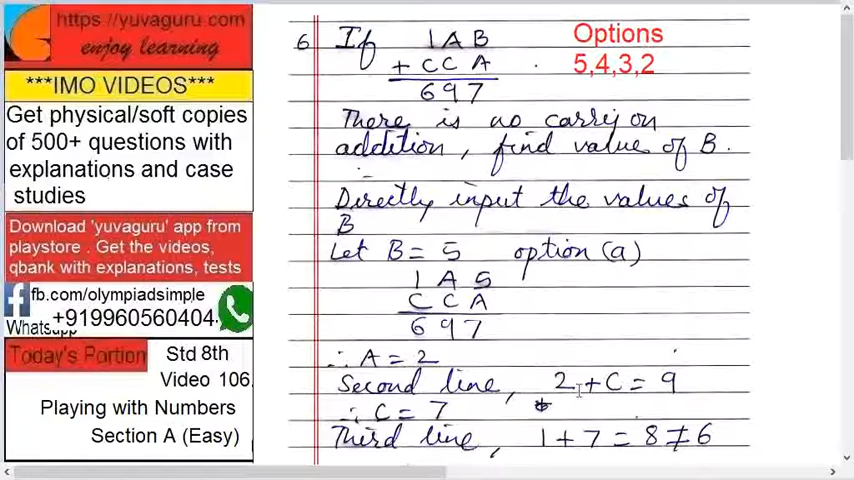 https://yuvaguru.com
enjoy learning
***IMO VIDEOS***
Get physical/soft copies
of 500+ questions with
explanations and case
studies
Download 'yuvaguru' app from
playstore . Get the videos,
qbank with explanations, tests
fb.com/olympiadsimple
+919960560404
Whatsapp
Today's Portion
Std 8th
Video 106,
Playing with Numbers
Section A (Easy)
6 If 1AB
+ CCA
697
Options
5,4,3,2
There is no carry on
addition, find value of B.
Directly input the values of
B
Let B = 5 option (a)
1A5
CCA
697
∴ A = 2
Second line, 2 + C = 9
∴ C = 7
Third line, 1 + 7 = 8 ≠ 6